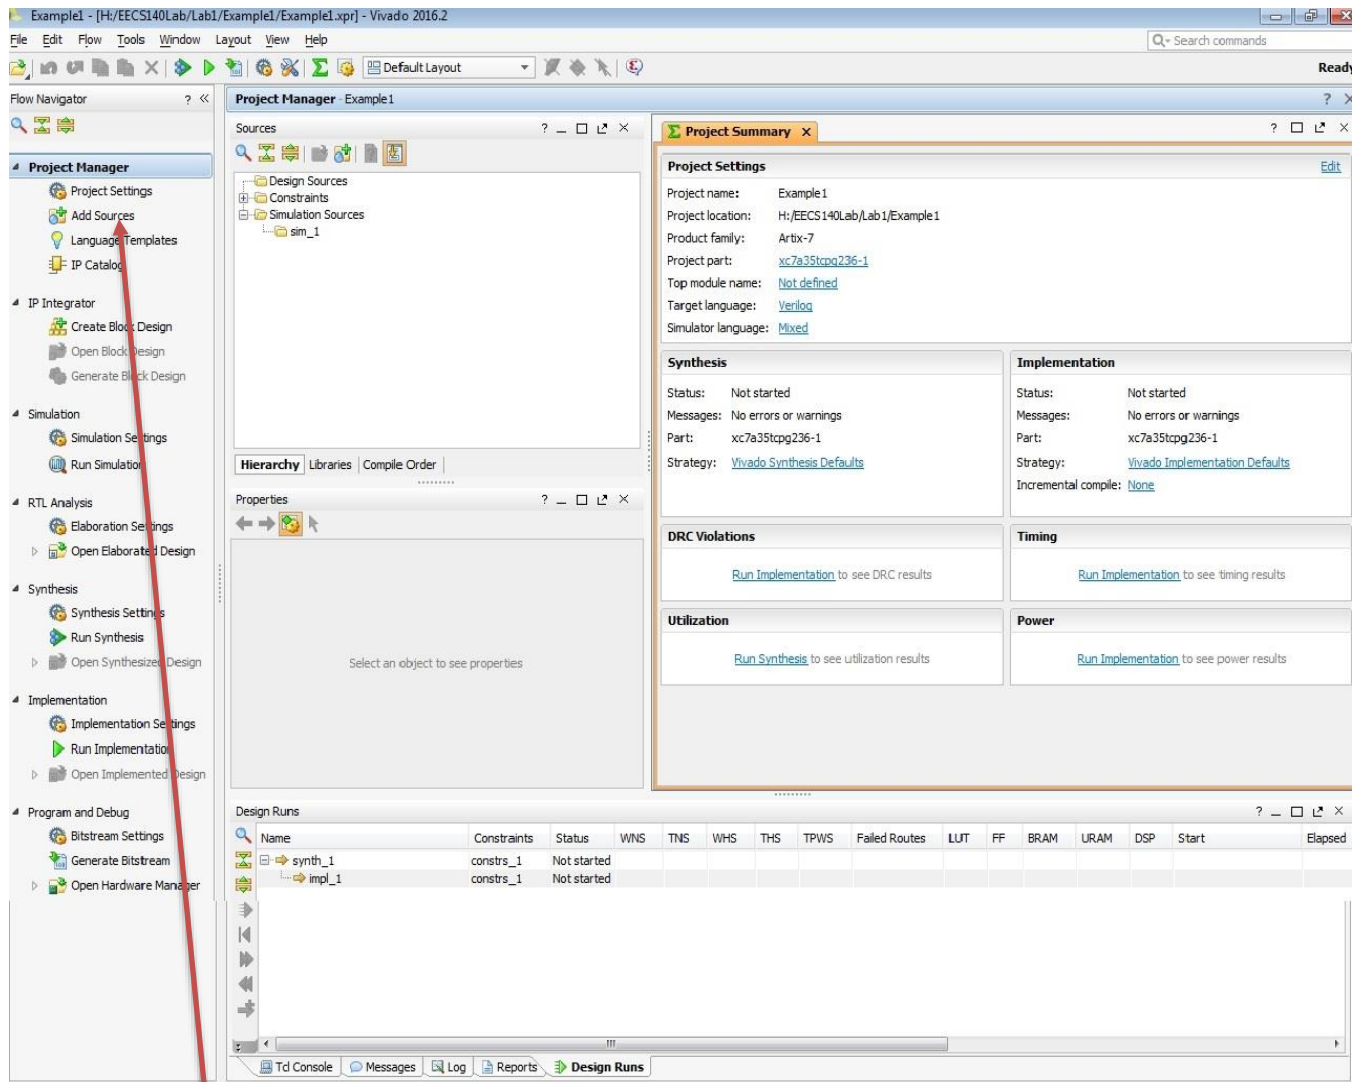 Example1 - [H:/EECS140Lab/Lab1/Example1/Example1.xpr] - Vivado 2016.2
File Edit Flow Tools Window Layout View Help
Search commands
Default Layout
Ready
Flow Navigator
Project Manager
Project Settings
Add Sources
Language Templates
IP Catalog
IP Integrator
Create Block Design
Open Block Design
Generate Block Design
Simulation
Simulation Settings
Run Simulation
RTL Analysis
Elaboration Settings
Open Elaborated Design
Synthesis
Synthesis Settings
Run Synthesis
Open Synthesized Design
Implementation
Implementation Settings
Run Implementation
Open Implemented Design
Program and Debug
Bitstream Settings
Generate Bitstream
Open Hardware Manager
Project Manager - Example1
Sources
Design Sources
Constraints
Simulation Sources
sim_1
Hierarchy Libraries Compile Order
Properties
Select an object to see properties
Project Summary
Project Settings Edit
Project name: Example1
Project location: H:/EECS140Lab/Lab1/Example1
Product family: Artix-7
Project part: xc7a35tcpg236-1
Top module name: Not defined
Target language: Verilog
Simulator language: Mixed
Synthesis
Status: Not started
Messages: No errors or warnings
Part: xc7a35tcpg236-1
Strategy: Vivado Synthesis Defaults
Implementation
Status: Not started
Messages: No errors or warnings
Part: xc7a35tcpg236-1
Strategy: Vivado Implementation Defaults
Incremental compile: None
DRC Violations
Run Implementation to see DRC results
Timing
Run Implementation to see timing results
Utilization
Run Synthesis to see utilization results
Power
Run Implementation to see power results
Design Runs
Name Constraints Status WNS TNS WHS THS TPWS Failed Routes LUT FF BRAM URAM DSP Start Elapsed
synth_1 constrs_1 Not started
impl_1 constrs_1 Not started
Tcl Console Messages Log Reports Design Runs